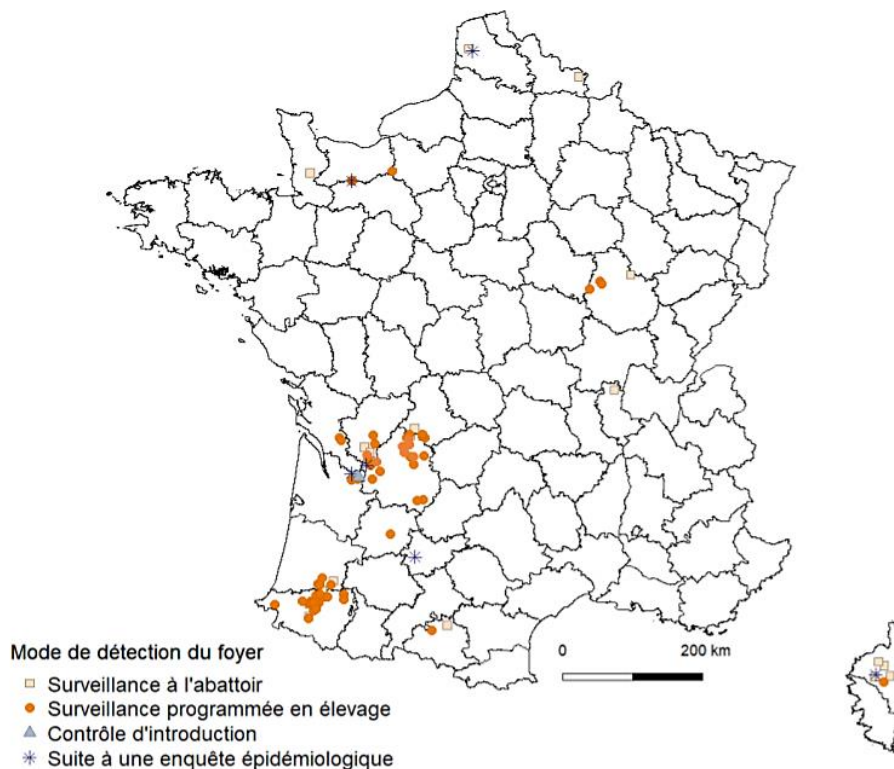 0 200 km
Mode de détection du foyer
Surveillance à l'abattoir
Surveillance programmée en élevage
Contrôle d'introduction
Suite à une enquête épidémiologique